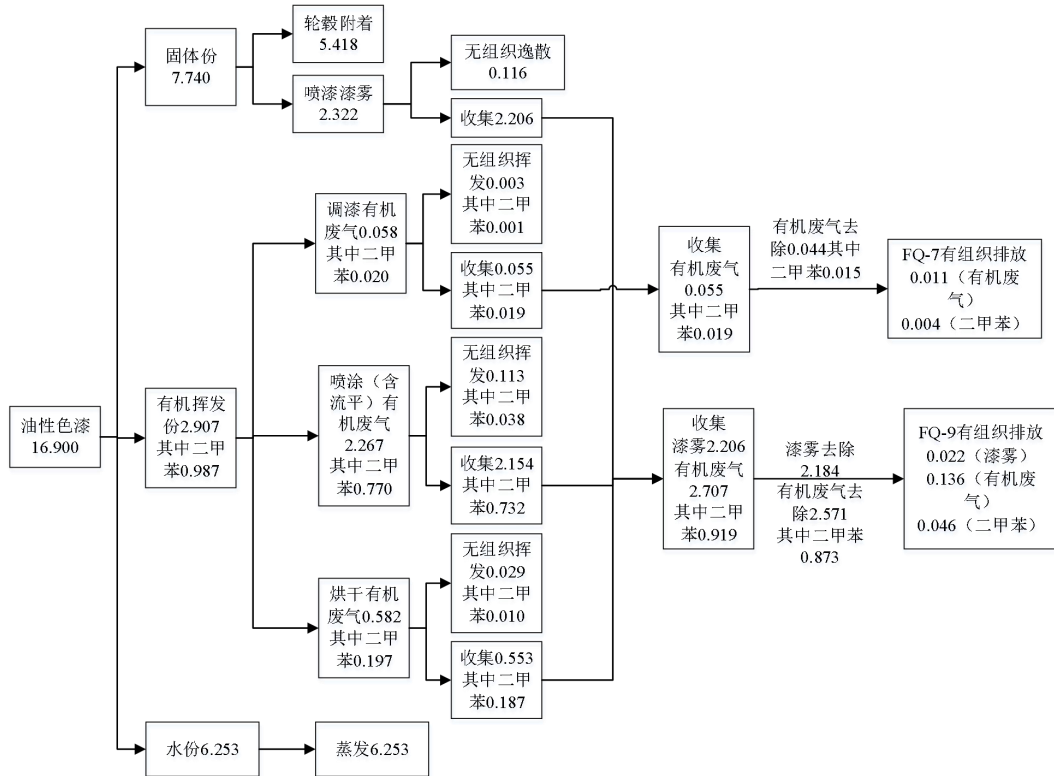 油性色漆
16.900
固体份
7.740
轮毂附着
5.418
喷漆漆雾
2.322
无组织逸散
0.116
收集2.206
有机挥发
份2.907
其中二甲
苯0.987
调漆有机
废气0.058
其中二甲
苯0.020
无组织挥
发0.003
其中二甲
苯0.001
收集0.055
其中二甲
苯0.019
喷涂（含
流平）有
机废气
2.267
其中二甲
苯0.770
无组织挥
发0.113
其中二甲
苯0.038
收集2.154
其中二甲
苯0.732
烘干有机
废气0.582
其中二甲
苯0.197
无组织挥
发0.029
其中二甲
苯0.010
收集0.553
其中二甲
苯0.187
水份6.253
蒸发6.253
收集
有机废气
0.055
其中二甲
苯0.019
有机废气去
除0.044其中
二甲苯0.015
FQ-7有组织排放
0.011（有机废
气）
0.004（二甲苯）
收集
漆雾2.206
有机废气
2.707
其中二甲
苯0.919
漆雾去除
2.184
有机废气去
除2.571
其中二甲苯
0.873
FQ-9有组织排放
0.022（漆雾）
0.136（有机废
气）
0.046（二甲苯）